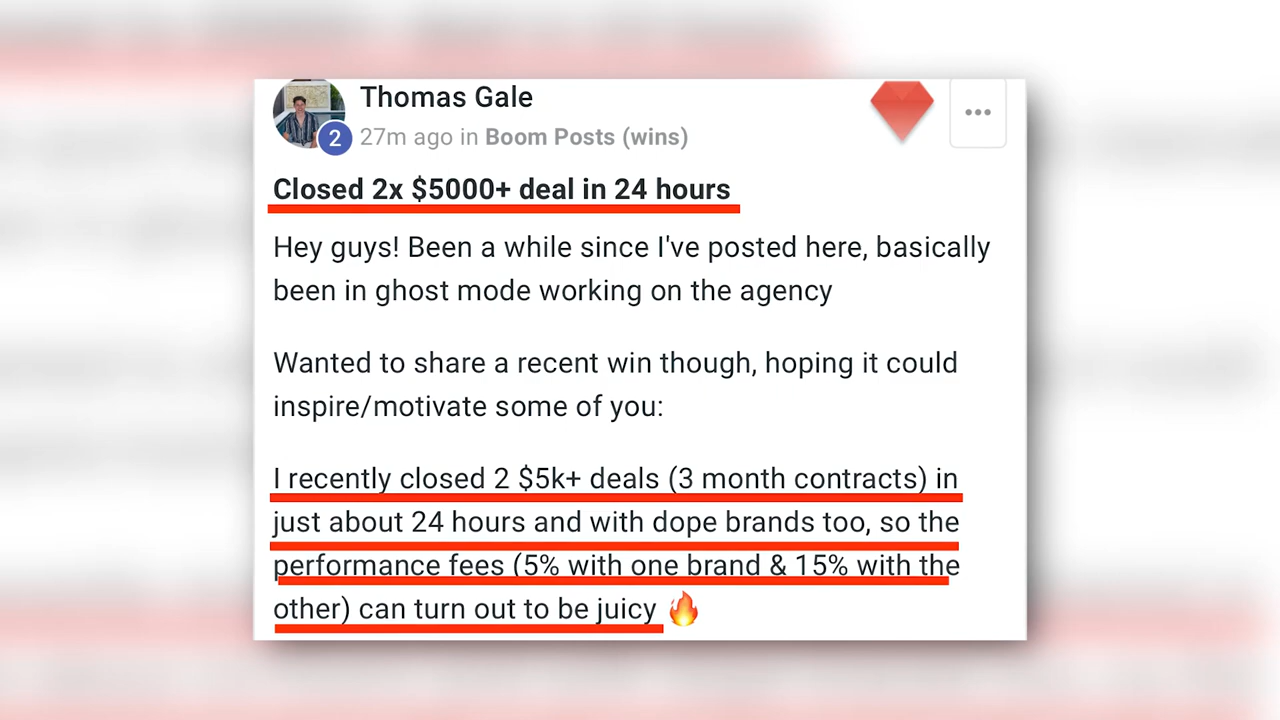 Thomas Gale
2
27m ago in Boom Posts (wins)
Closed 2x $5000+ deal in 24 hours
Hey guys! Been a while since I've posted here, basically
been in ghost mode working on the agency
Wanted to share a recent win though, hoping it could
inspire/motivate some of you:
I recently closed 2 $5k+ deals (3 month contracts) in
just about 24 hours and with dope brands too, so the
performance fees (5% with one brand & 15% with the
other) can turn out to be juicy 🔥